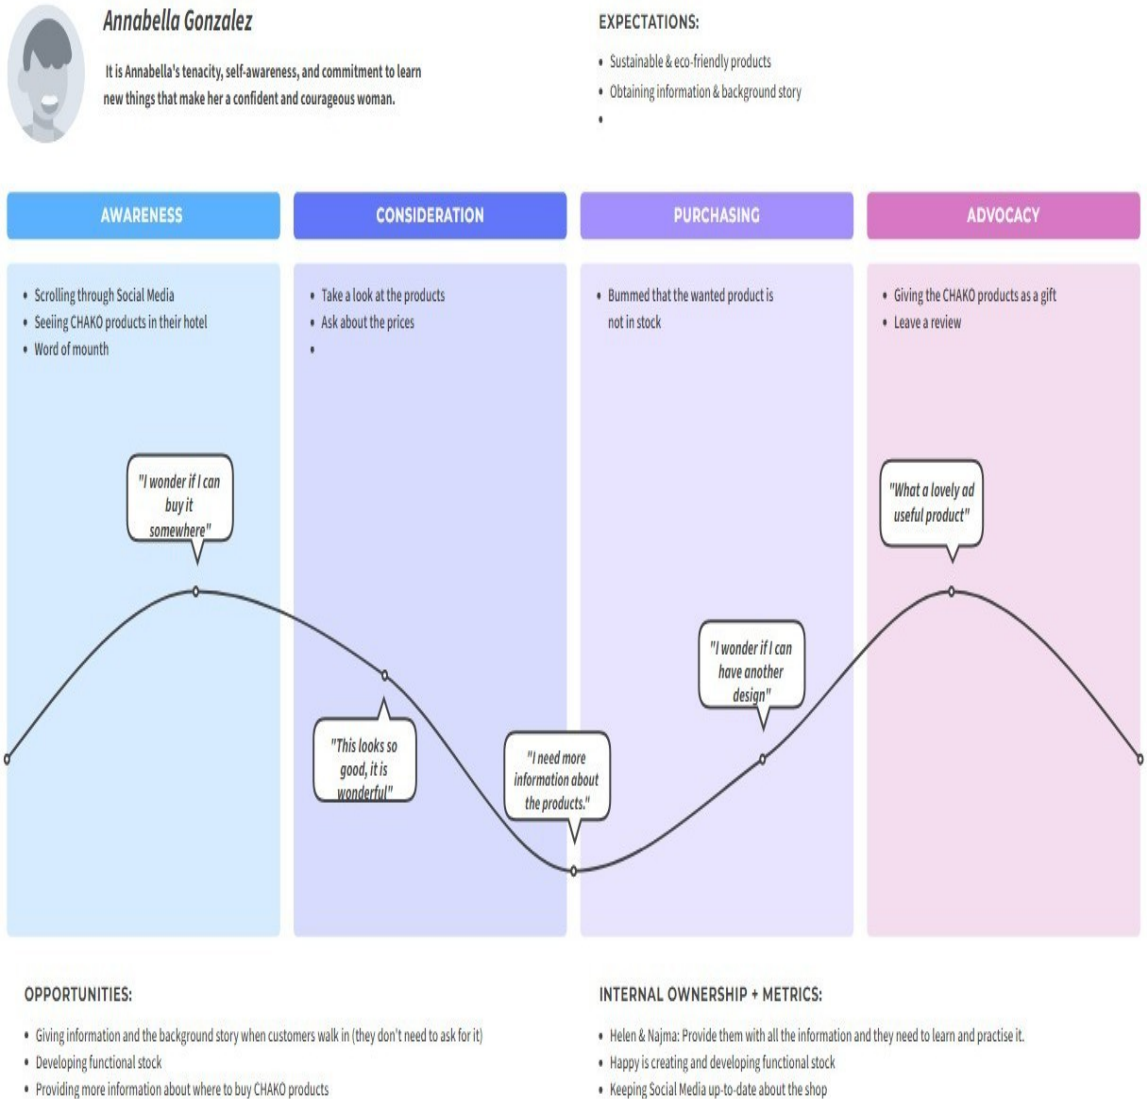 Annabella Gonzalez
It is Annabella's tenacity, self-awareness, and commitment to learn
new things that make her a confident and courageous woman.
EXPECTATIONS:
• Sustainable & eco-friendly products
• Obtaining information & background story
•
AWARENESS
• Scrolling through Social Media
• Seeiing CHAKO products in their hotel
• Word of mounth
"I wonder if I can
buy it
somewhere"
CONSIDERATION
• Take a look at the products
• Ask about the prices
•
"This looks so
good, it is
wonderful"
"I need more
information about
the products."
PURCHASING
• Bummed that the wanted product is
not in stock
"I wonder if I can
have another
design"
ADVOCACY
• Giving the CHAKO products as a gift
• Leave a review
"What a lovely ad
useful product"
OPPORTUNITIES:
• Giving information and the background story when customers walk in (they don't need to ask for it)
• Developing functional stock
• Providing more information about where to buy CHAKO products
INTERNAL OWNERSHIP + METRICS:
• Helen & Najma: Provide them with all the information and they need to learn and practise it.
• Happy is creating and developing functional stock
• Keeping Social Media up-to-date about the shop